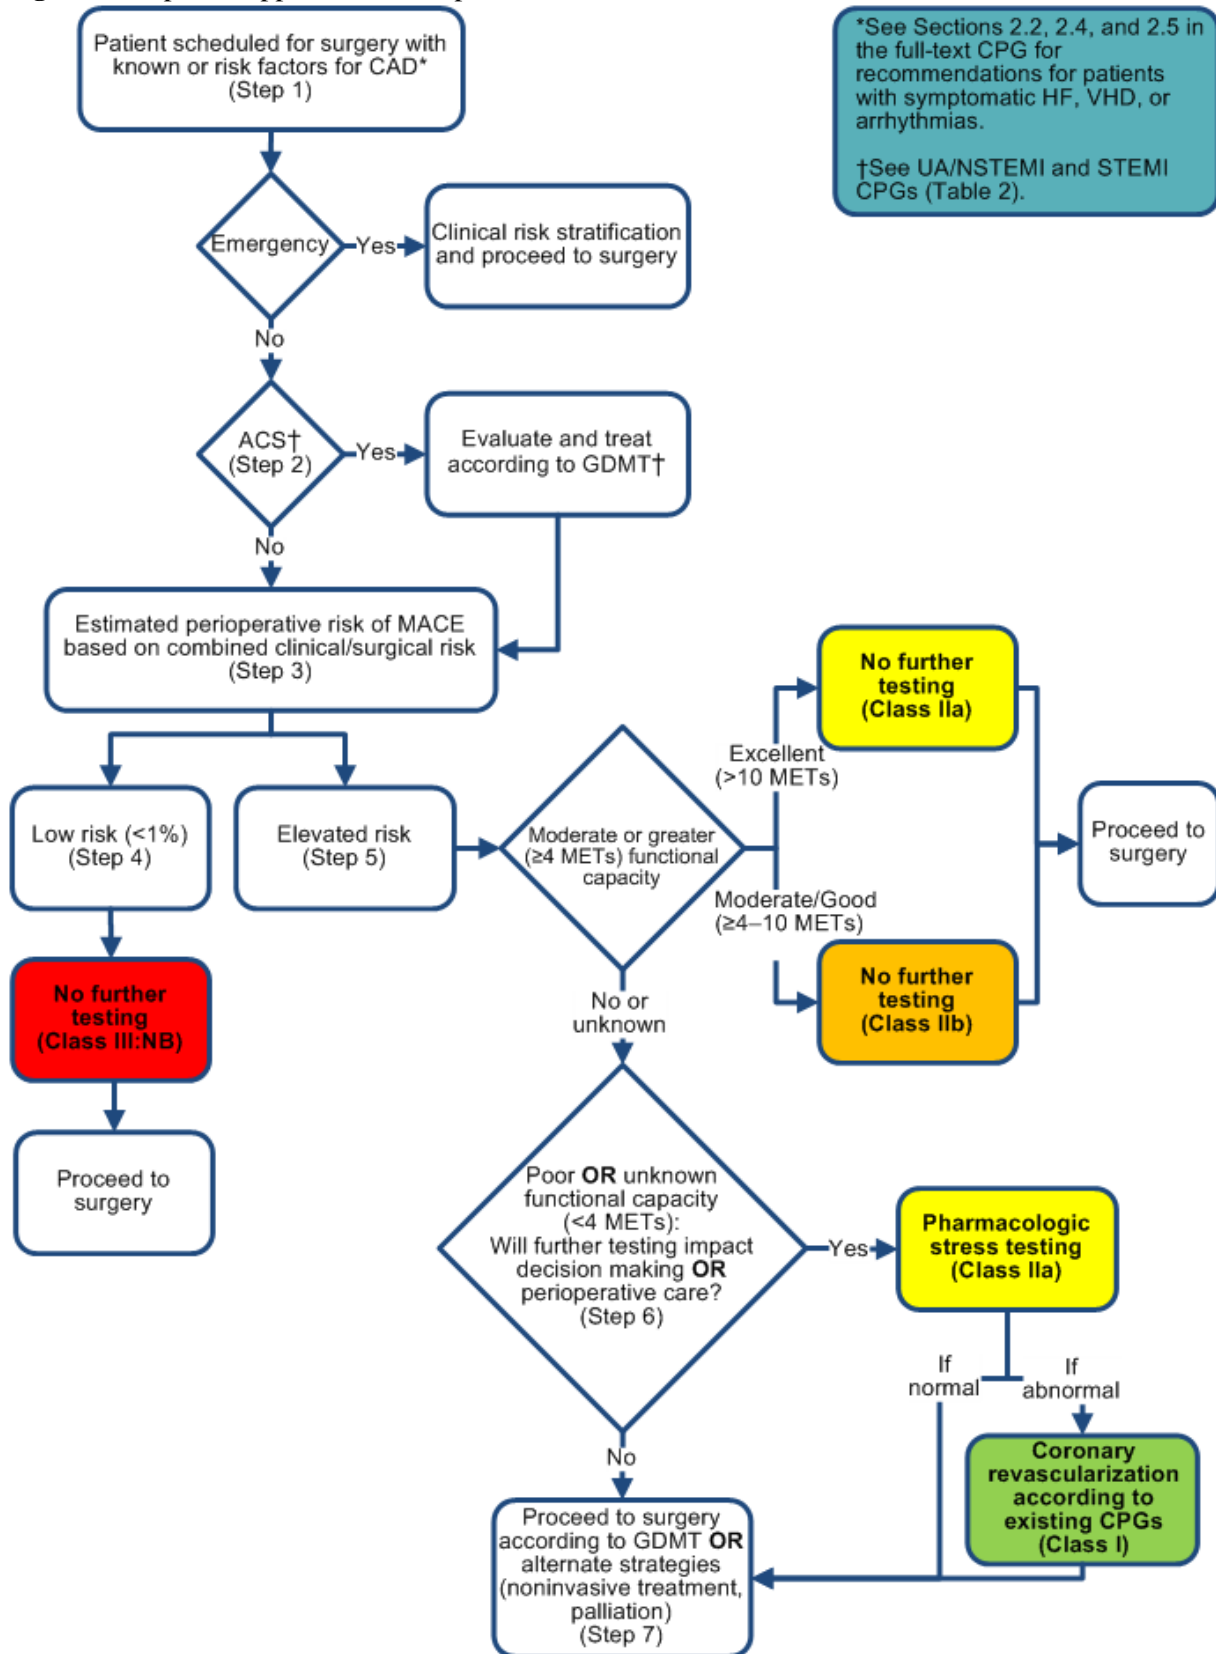 Patient scheduled for surgery with
known or risk factors for CAD*
(Step 1)
*See Sections 2.2, 2.4, and 2.5 in
the full-text CPG for
recommendations for patients
with symptomatic HF, VHD, or
arrhythmias.
†See UA/NSTEMI and STEMI
CPGs (Table 2).
Emergency
Yes
Clinical risk stratification
and proceed to surgery
No
ACS†
(Step 2)
Yes
Evaluate and treat
according to GDMT†
No
Estimated perioperative risk of MACE
based on combined clinical/surgical risk
(Step 3)
Low risk (<1%)
(Step 4)
Elevated risk
(Step 5)
Moderate or greater
(≥4 METs) functional
capacity
Excellent
(>10 METs)
No further
testing
(Class IIa)
Moderate/Good
(≥4–10 METs)
No further
testing
(Class IIb)
Proceed to
surgery
No further
testing
(Class III:NB)
Proceed to
surgery
No or
unknown
Poor OR unknown
functional capacity
(<4 METs):
Will further testing impact
decision making OR
perioperative care?
(Step 6)
Yes
Pharmacologic
stress testing
(Class IIa)
If
normal
If
abnormal
Coronary
revascularization
according to
existing CPGs
(Class I)
No
Proceed to surgery
according to GDMT OR
alternate strategies
(noninvasive treatment,
palliation)
(Step 7)